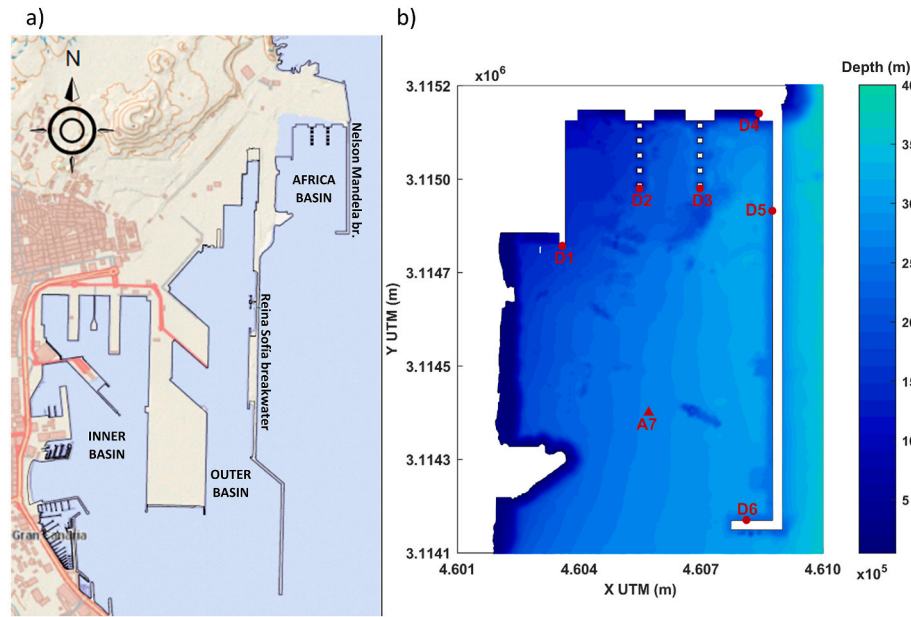 a)
N
Nelson Mandela br.
AFRICA
BASIN
Reina Sofía breakwater
INNER
BASIN
OUTER
BASIN
Gran Canaria
b)
x10⁶
Depth (m)
3.1152
3.1150
3.1147
3.1145
3.1143
3.1141
Y UTM (m)
D4
D2
D3
D5
D1
A7
D6
4.601
4.604
4.607
4.610
X UTM (m)
x10⁵
40
35
30
25
20
15
10
5